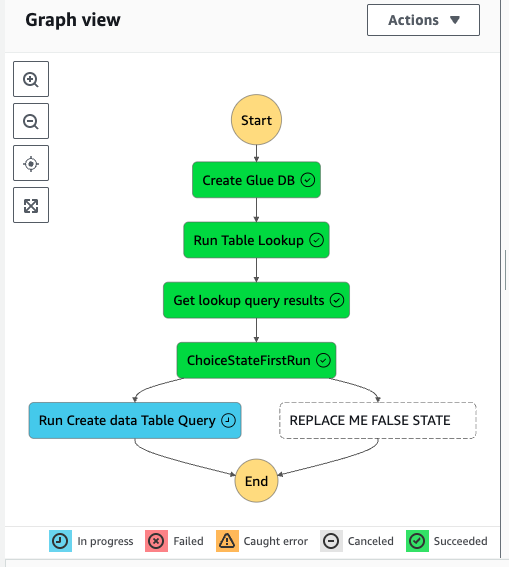 Graph view
Actions
Start
Create Glue DB
Run Table Lookup
Get lookup query results
ChoiceStateFirstRun
Run Create data Table Query
REPLACE ME FALSE STATE
End
In progress
Failed
Caught error
Canceled
Succeeded